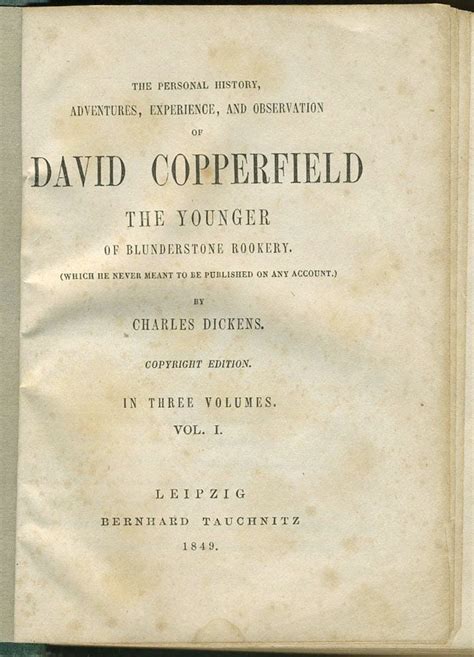 THE PERSONAL HISTORY,
ADVENTURES, EXPERIENCE, AND OBSERVATION
OF
DAVID COPPERFIELD
THE YOUNGER
OF BLUNDERSTONE ROOKERY.
(WHICH HE NEVER MEANT TO BE PUBLISHED ON ANY ACCOUNT.)
BY
CHARLES DICKENS.
COPYRIGHT EDITION.
IN THREE VOLUMES.
VOL. I.
LEIPZIG
BERNHARD TAUCHNITZ
1849.